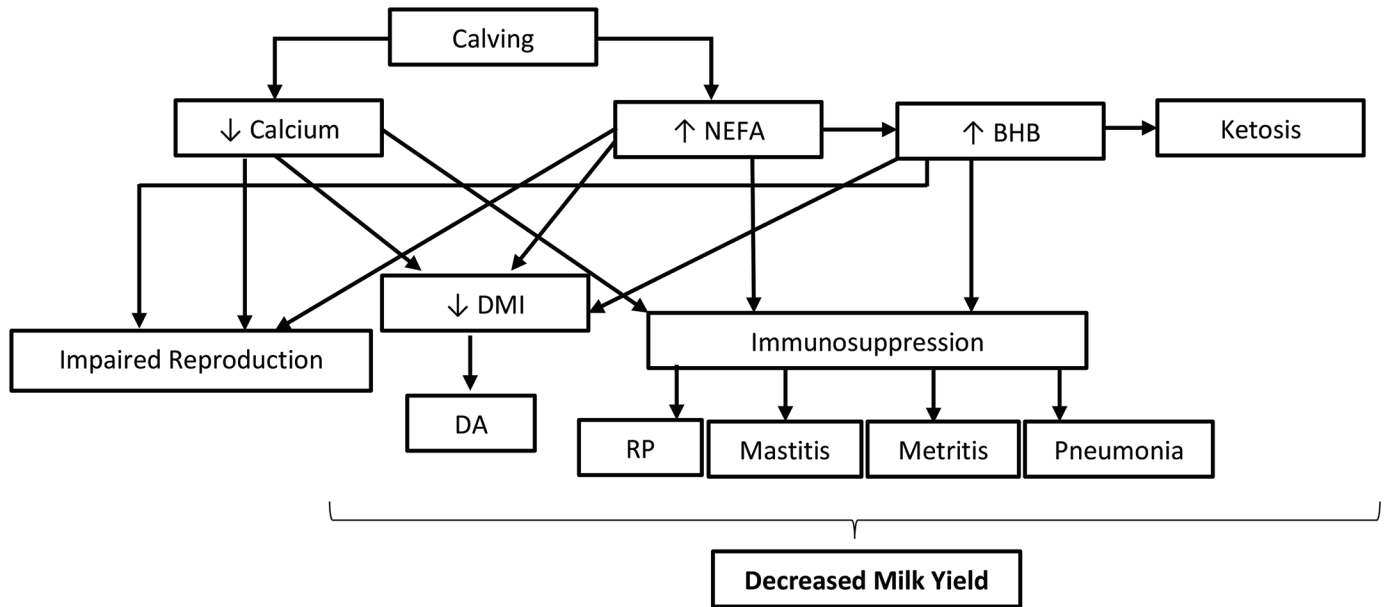 Calving
↓ Calcium
↑ NEFA
↑ BHB
Ketosis
↓ DMI
Immunosuppression
Impaired Reproduction
DA
RP
Mastitis
Metritis
Pneumonia
Decreased Milk Yield